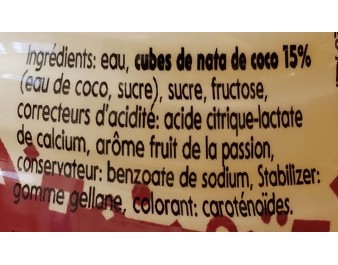 Ingrédients: eau, cubes de nata de coco 15%
(eau de coco, sucre), sucre, fructose,
correcteurs d'acidité: acide citrique-lactate
de calcium, arôme fruit de la passion,
conservateur: benzoate de sodium, Stabilizer:
gomme gellane, colorant: caroténoïdes.